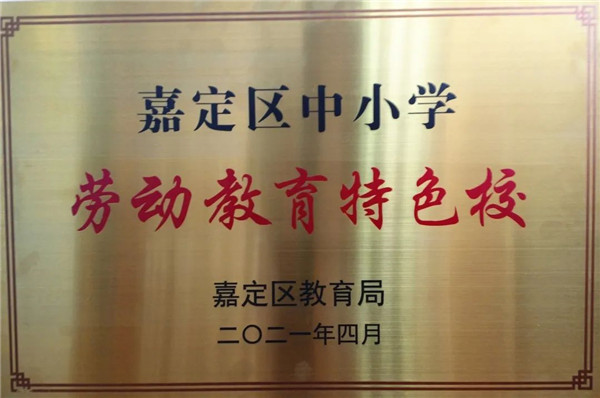 嘉定区中小学
劳动教育特色校
嘉定区教育局
二〇二一年四月